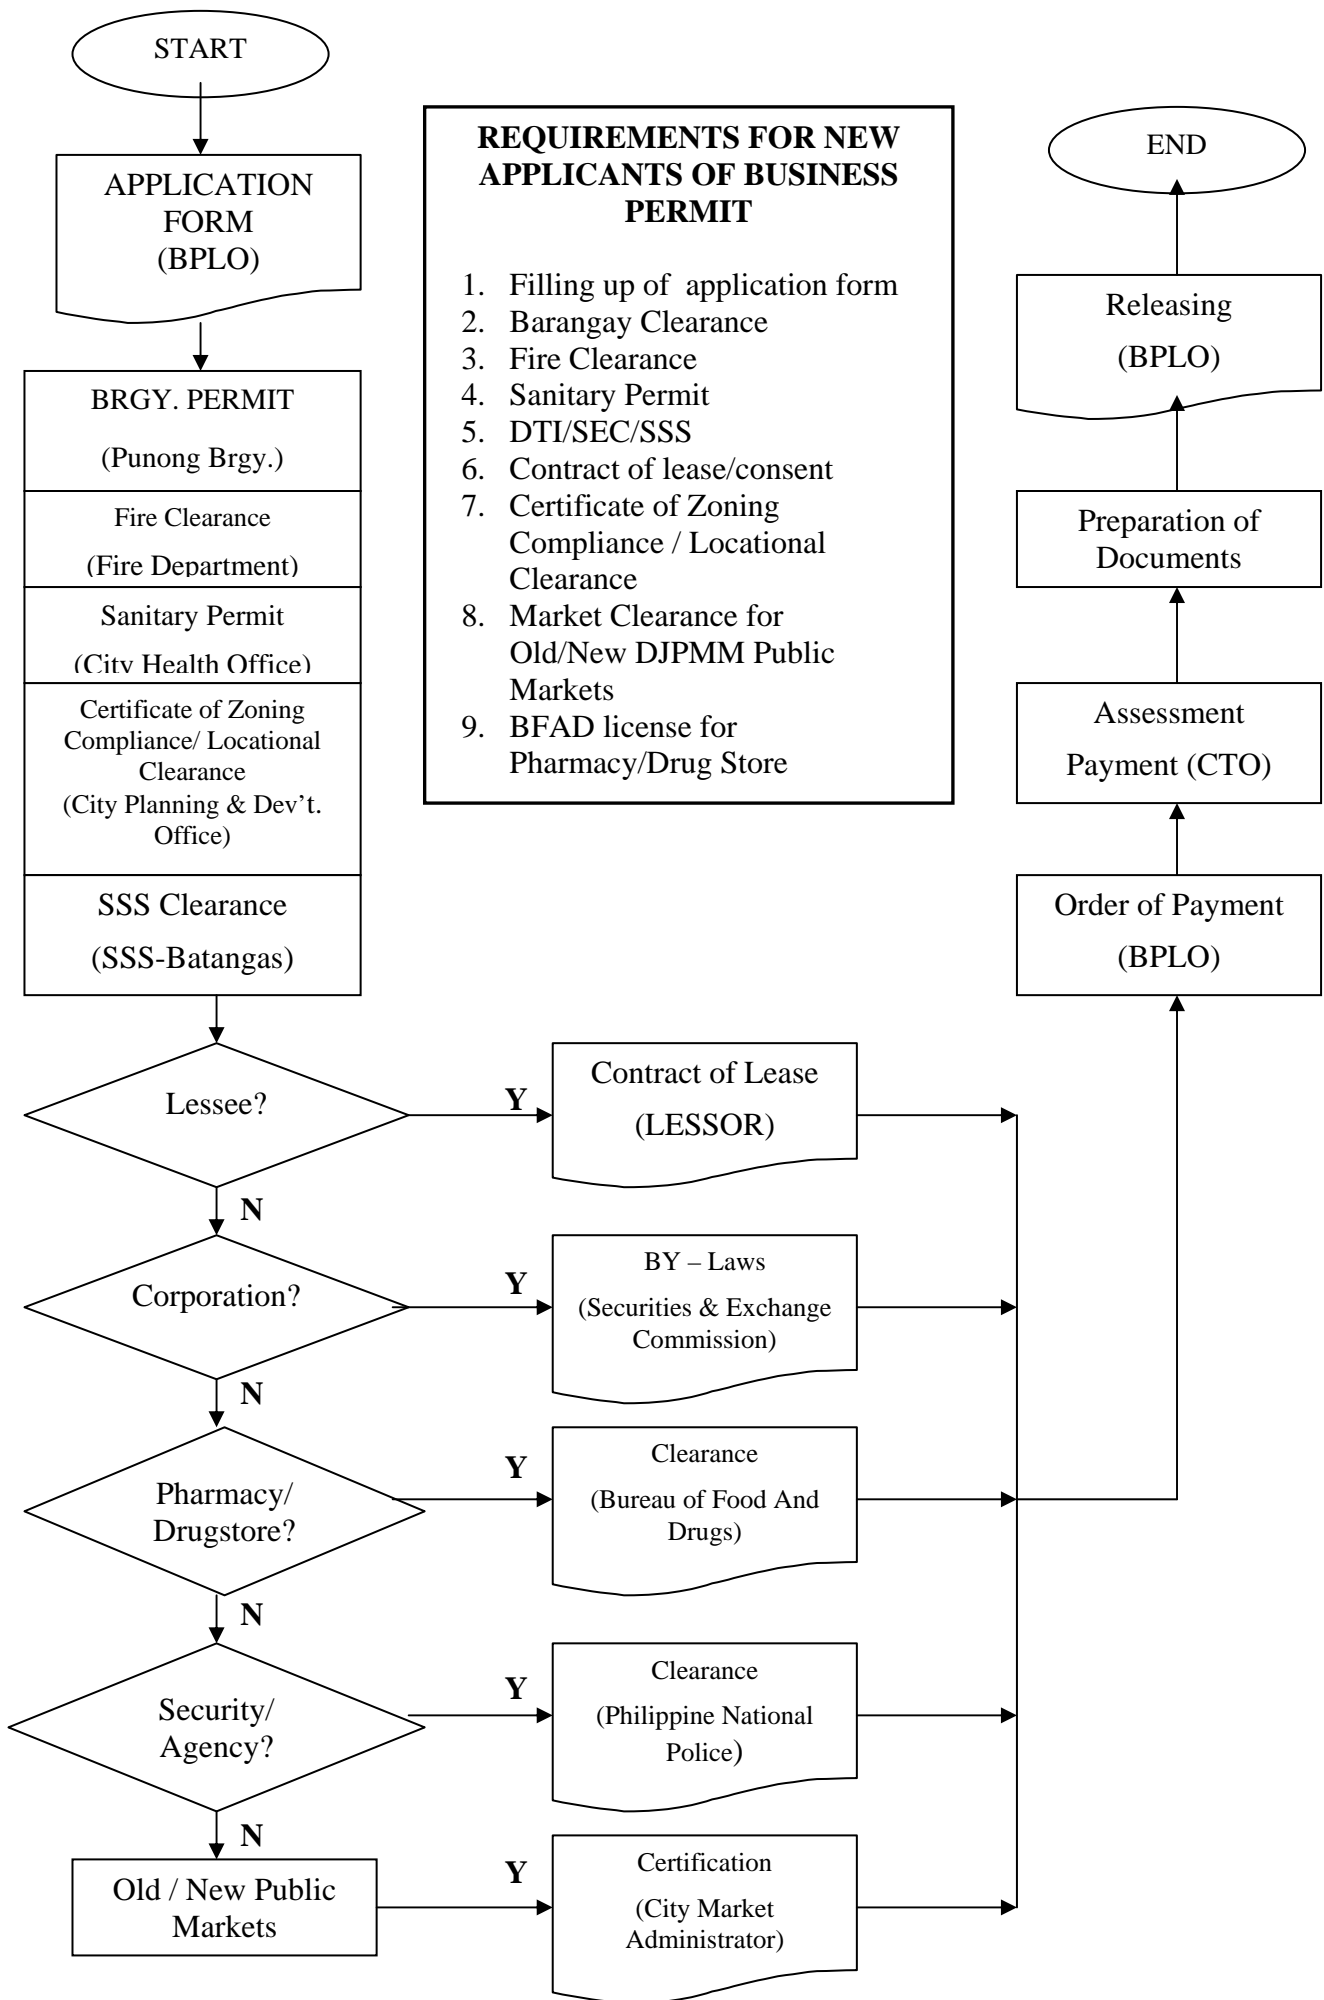 START
APPLICATION
FORM
(BPLO)
BRGY. PERMIT
(Punong Brgy.)
Fire Clearance
(Fire Department)
Sanitary Permit
(City Health Office)
Certificate of Zoning
Compliance/ Locational
Clearance
(City Planning & Dev’t.
Office)
SSS Clearance
(SSS-Batangas)
REQUIREMENTS FOR NEW
APPLICANTS OF BUSINESS
PERMIT
1. Filling up of application form
2. Barangay Clearance
3. Fire Clearance
4. Sanitary Permit
5. DTI/SEC/SSS
6. Contract of lease/consent
7. Certificate of Zoning
Compliance / Locational
Clearance
8. Market Clearance for
Old/New DJPMM Public
Markets
9. BFAD license for
Pharmacy/Drug Store
Lessee?
Y
Contract of Lease
(LESSOR)
N
Corporation?
Y
BY – Laws
(Securities & Exchange
Commission)
N
Pharmacy/
Drugstore?
Y
Clearance
(Bureau of Food And
Drugs)
N
Security/
Agency?
Y
Clearance
(Philippine National
Police)
N
Old / New Public
Markets
Y
Certification
(City Market
Administrator)
Order of Payment
(BPLO)
Assessment
Payment (CTO)
Preparation of
Documents
Releasing
(BPLO)
END